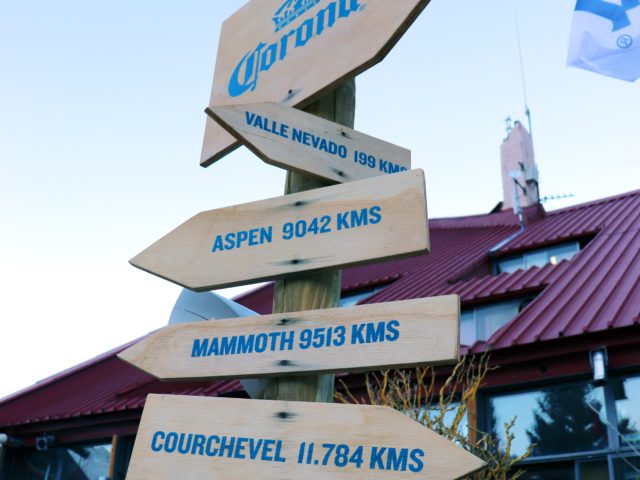 Corona
VALLE NEVADO 199 KMS
ASPEN 9042 KMS
MAMMOTH 9513 KMS
COURCHEVEL 11.784 KMS